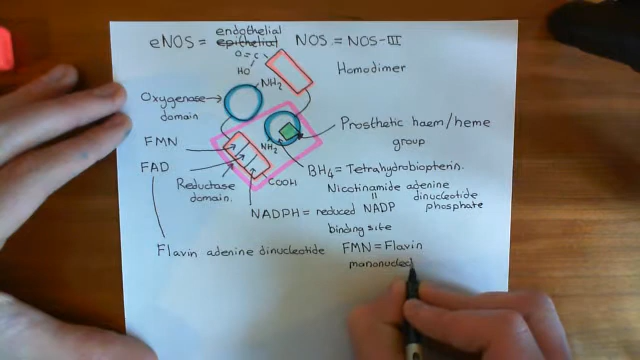 endothelial
eNOS = epithelial NOS = NOS-III
O = C
HO
NH2
Homodimer
Oxygenase domain
Prosthetic haem/heme group
FMN
NH2
FAD
BH4 = Tetrahydrobiopterin.
Reductase domain.
COOH
Nicotinamide adenine dinucleotide phosphate
=
NADPH = reduced NADP
binding site
Flavin adenine dinucleotide
FMN = Flavin
mononucleot